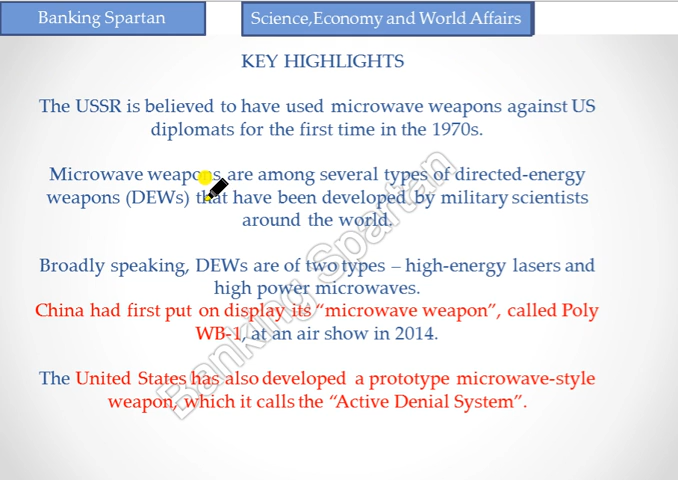 Banking Spartan
Science,Economy and World Affairs
KEY HIGHLIGHTS
The USSR is believed to have used microwave weapons against US
diplomats for the first time in the 1970s.
Microwave weapons are among several types of directed-energy
weapons (DEWs) that have been developed by military scientists
around the world.
Broadly speaking, DEWs are of two types – high-energy lasers and
high power microwaves.
China had first put on display its “microwave weapon”, called Poly
WB-1, at an air show in 2014.
The United States has also developed a prototype microwave-style
weapon, which it calls the “Active Denial System”.
Banking Spartan